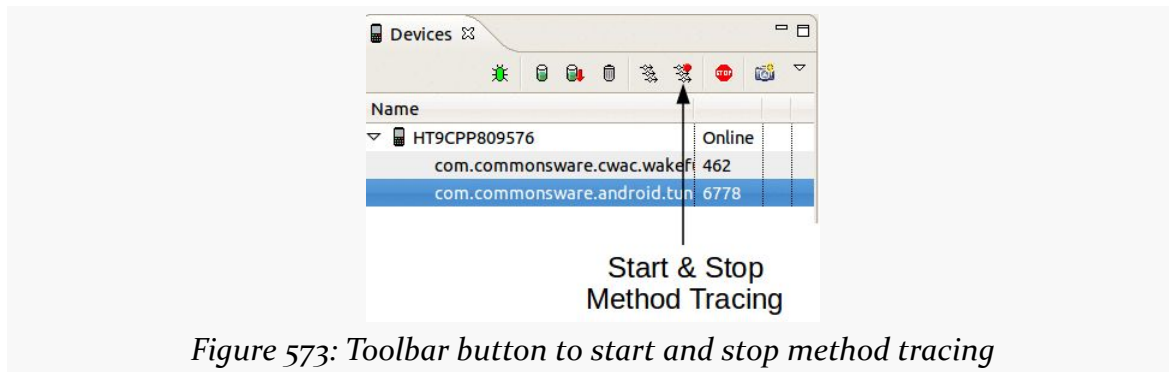 Devices
STOP
Name
HT9CPP809576 Online
com.commonsware.cwac.wakef 462
com.commonsware.android.tun 6778
Start & Stop
Method Tracing
Figure 573: Toolbar button to start and stop method tracing